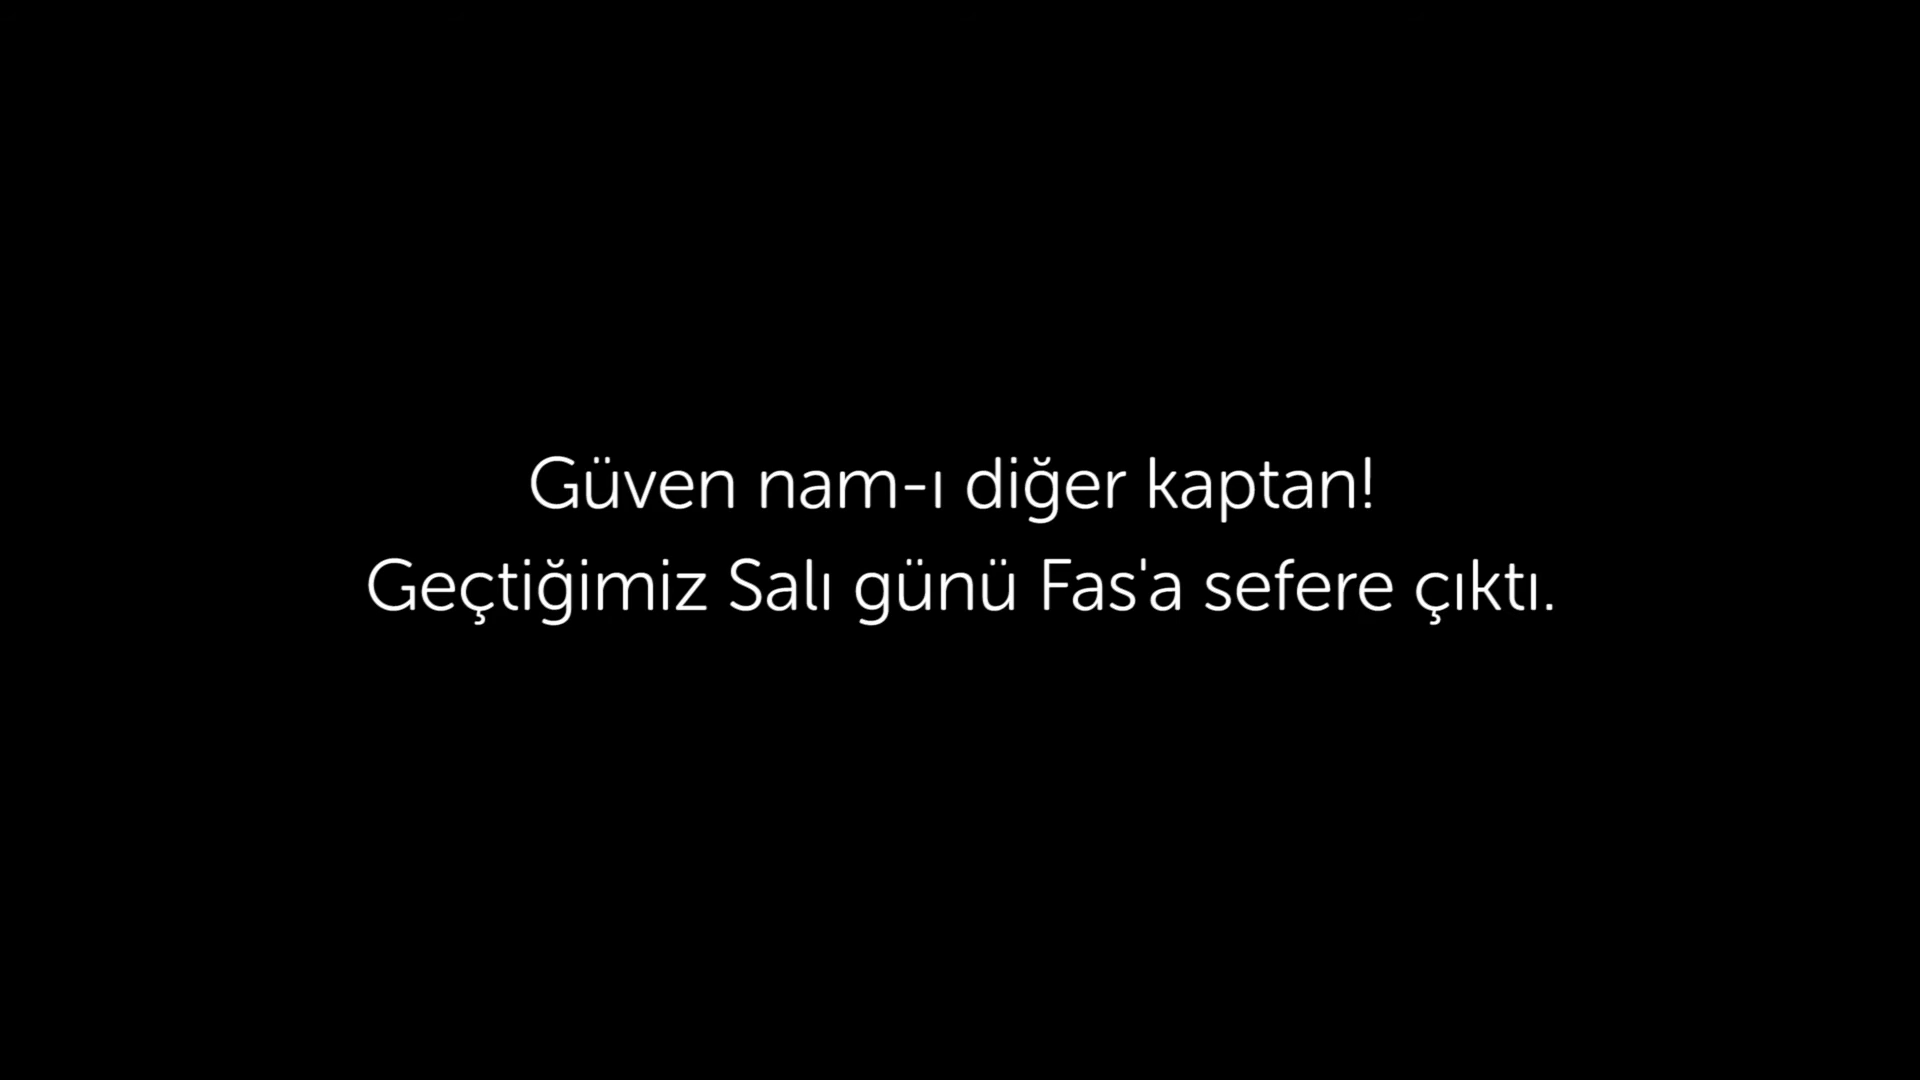 Güven nam-ı diğer kaptan!
Geçtiğimiz Salı günü Fas'a sefere çıktı.